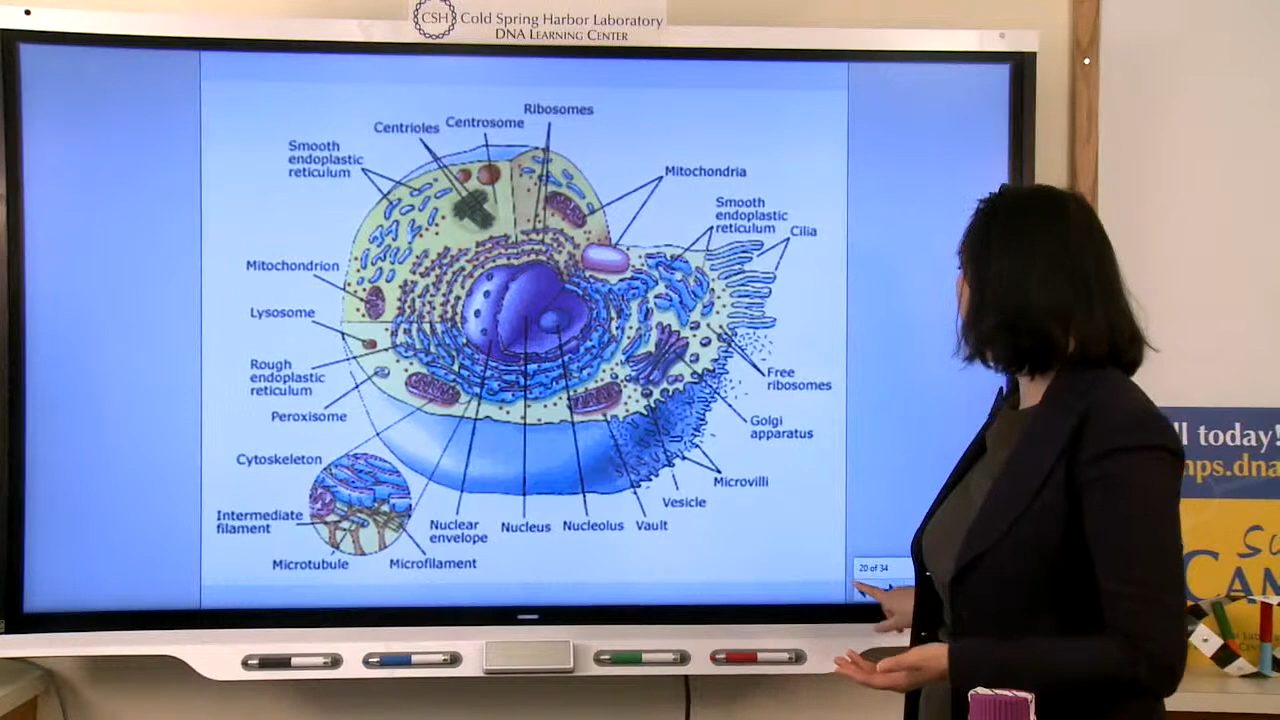 CSH Cold Spring Harbor Laboratory
DNA LEARNING CENTER
Ribosomes
Centrosome
Centrioles
Smooth
endoplastic
reticulum
Mitochondria
Smooth
endoplastic
reticulum
Cilia
Mitochondrion
Lysosome
Rough
endoplastic
reticulum
Peroxisome
Free
ribosomes
Golgi
apparatus
Cytoskeleton
Microvilli
Vesicle
Intermediate
filament
Nuclear
envelope
Nucleus
Nucleolus
Vault
Microtubule
Microfilament
20 of 34
ll today!
mps.dna